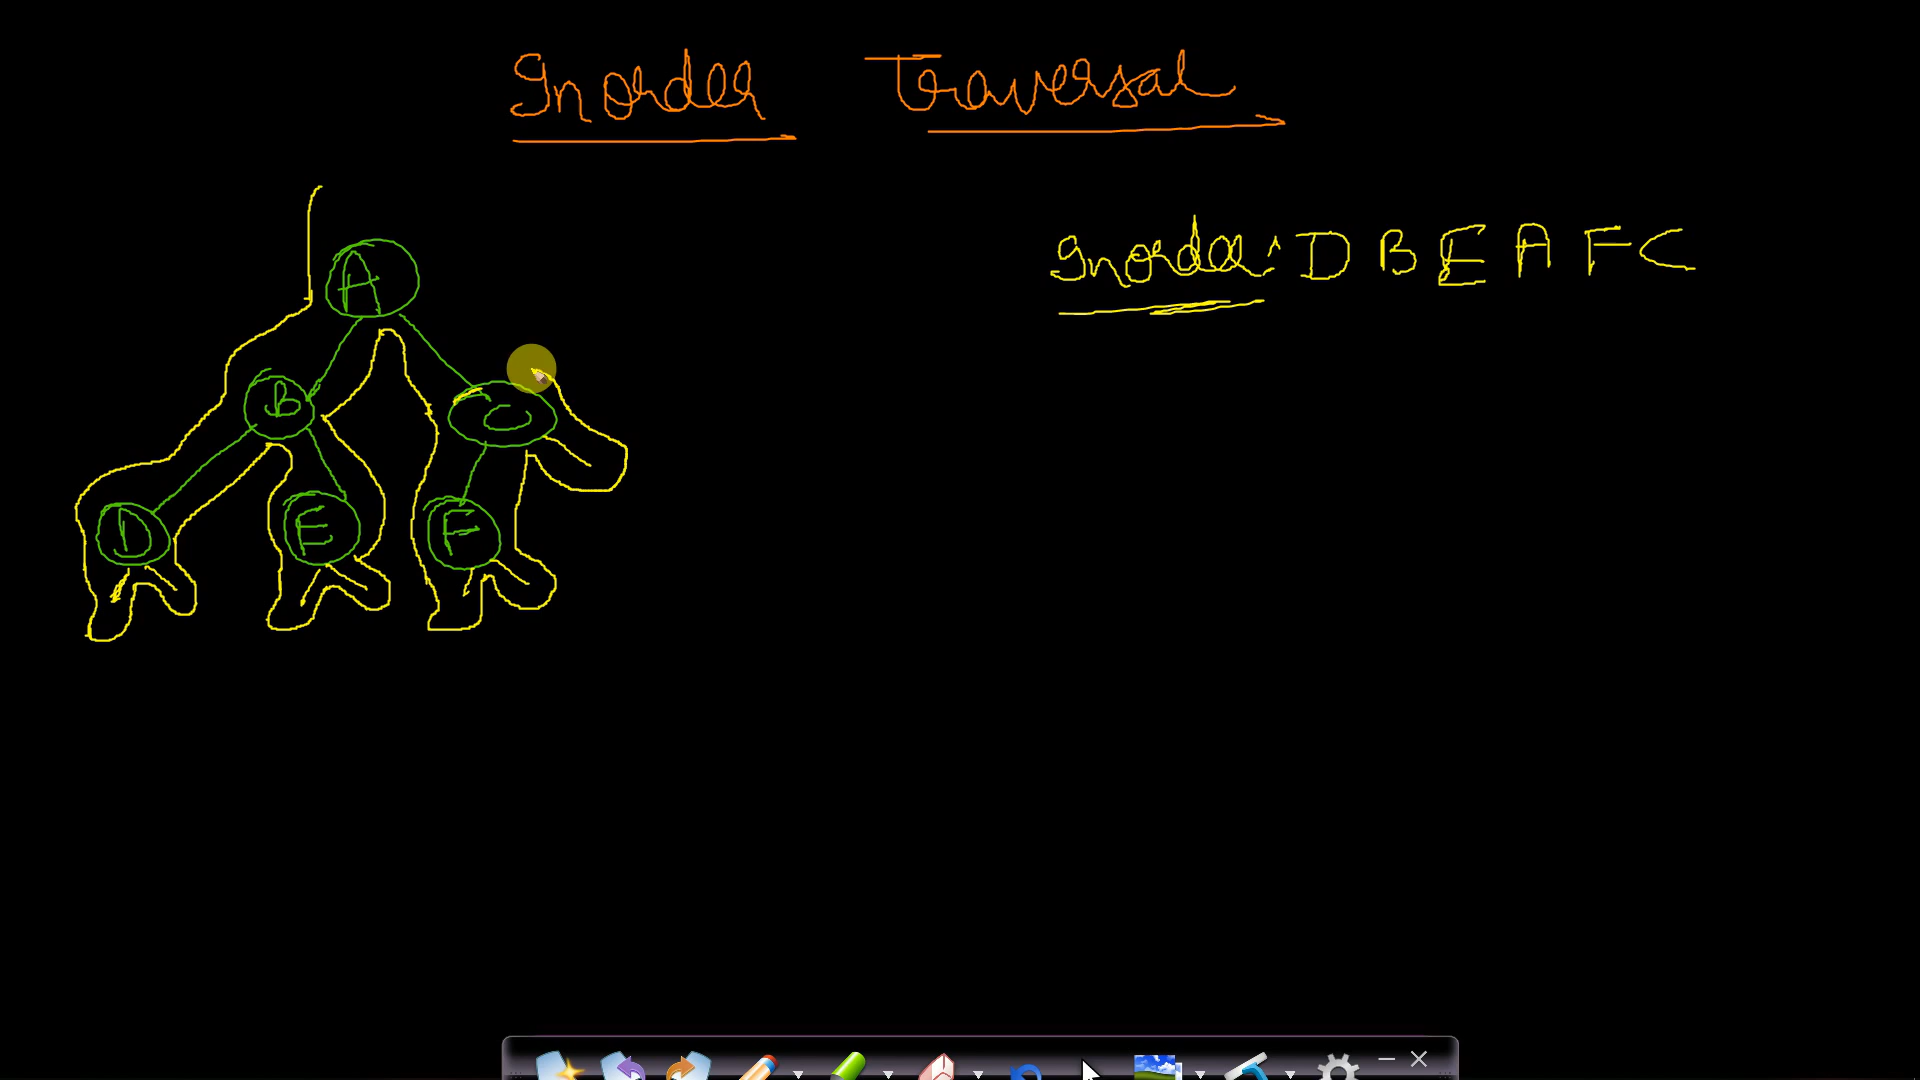 Inorder Traversal
Inorder: D B E A F C
A
B C
D E F